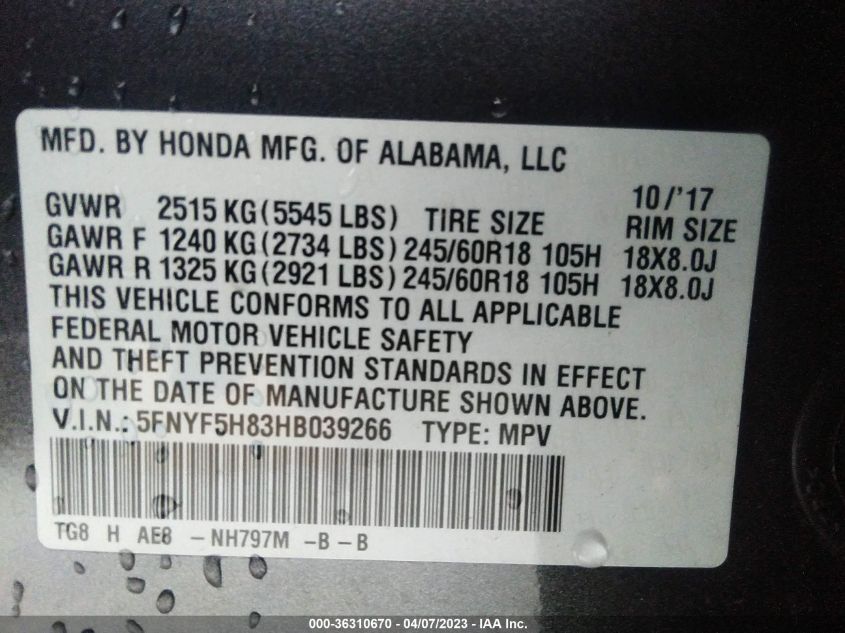 MFD. BY HONDA MFG. OF ALABAMA, LLC
10/'17
GVWR 2515 KG (5545 LBS) TIRE SIZE RIM SIZE
GAWR F 1240 KG (2734 LBS) 245/60R18 105H 18X8.0J
GAWR R 1325 KG (2921 LBS) 245/60R18 105H 18X8.0J
THIS VEHICLE CONFORMS TO ALL APPLICABLE
FEDERAL MOTOR VEHICLE SAFETY
AND THEFT PREVENTION STANDARDS IN EFFECT
ON THE DATE OF MANUFACTURE SHOWN ABOVE.
V.I.N.: 5FNYF5H83HB039266 TYPE: MPV
TG8 H AE8 - NH797M - B - B
000-36310670 / 04/07/2023 - © IAA Inc.